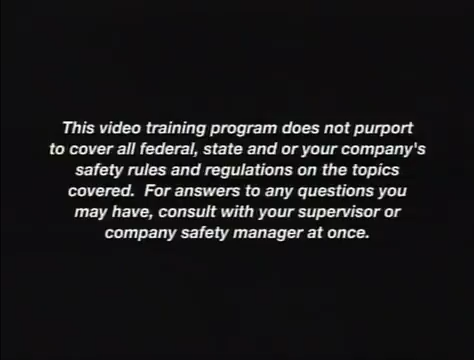 This video training program does not purport
to cover all federal, state and or your company's
safety rules and regulations on the topics
covered.  For answers to any questions you
may have, consult with your supervisor or
company safety manager at once.